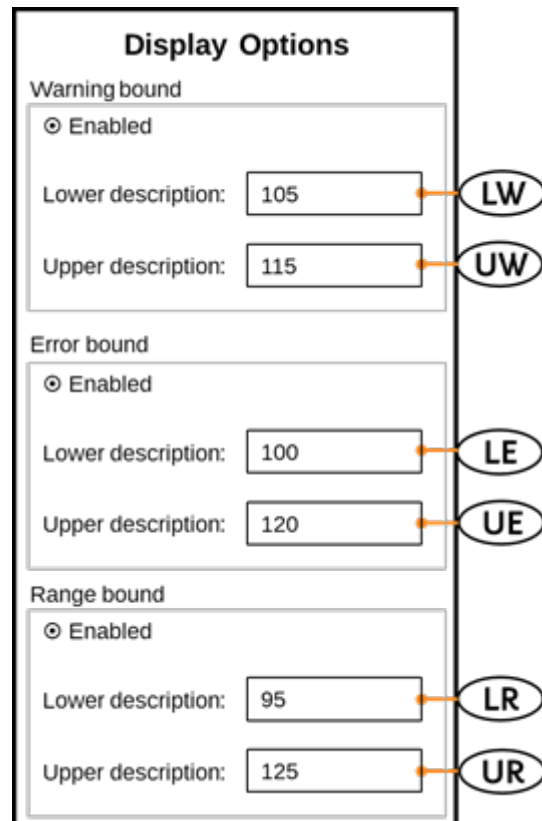 Display Options
Warning bound
Enabled
Lower description: 105 LW
Upper description: 115 UW
Error bound
Enabled
Lower description: 100 LE
Upper description: 120 UE
Range bound
Enabled
Lower description: 95 LR
Upper description: 125 UR